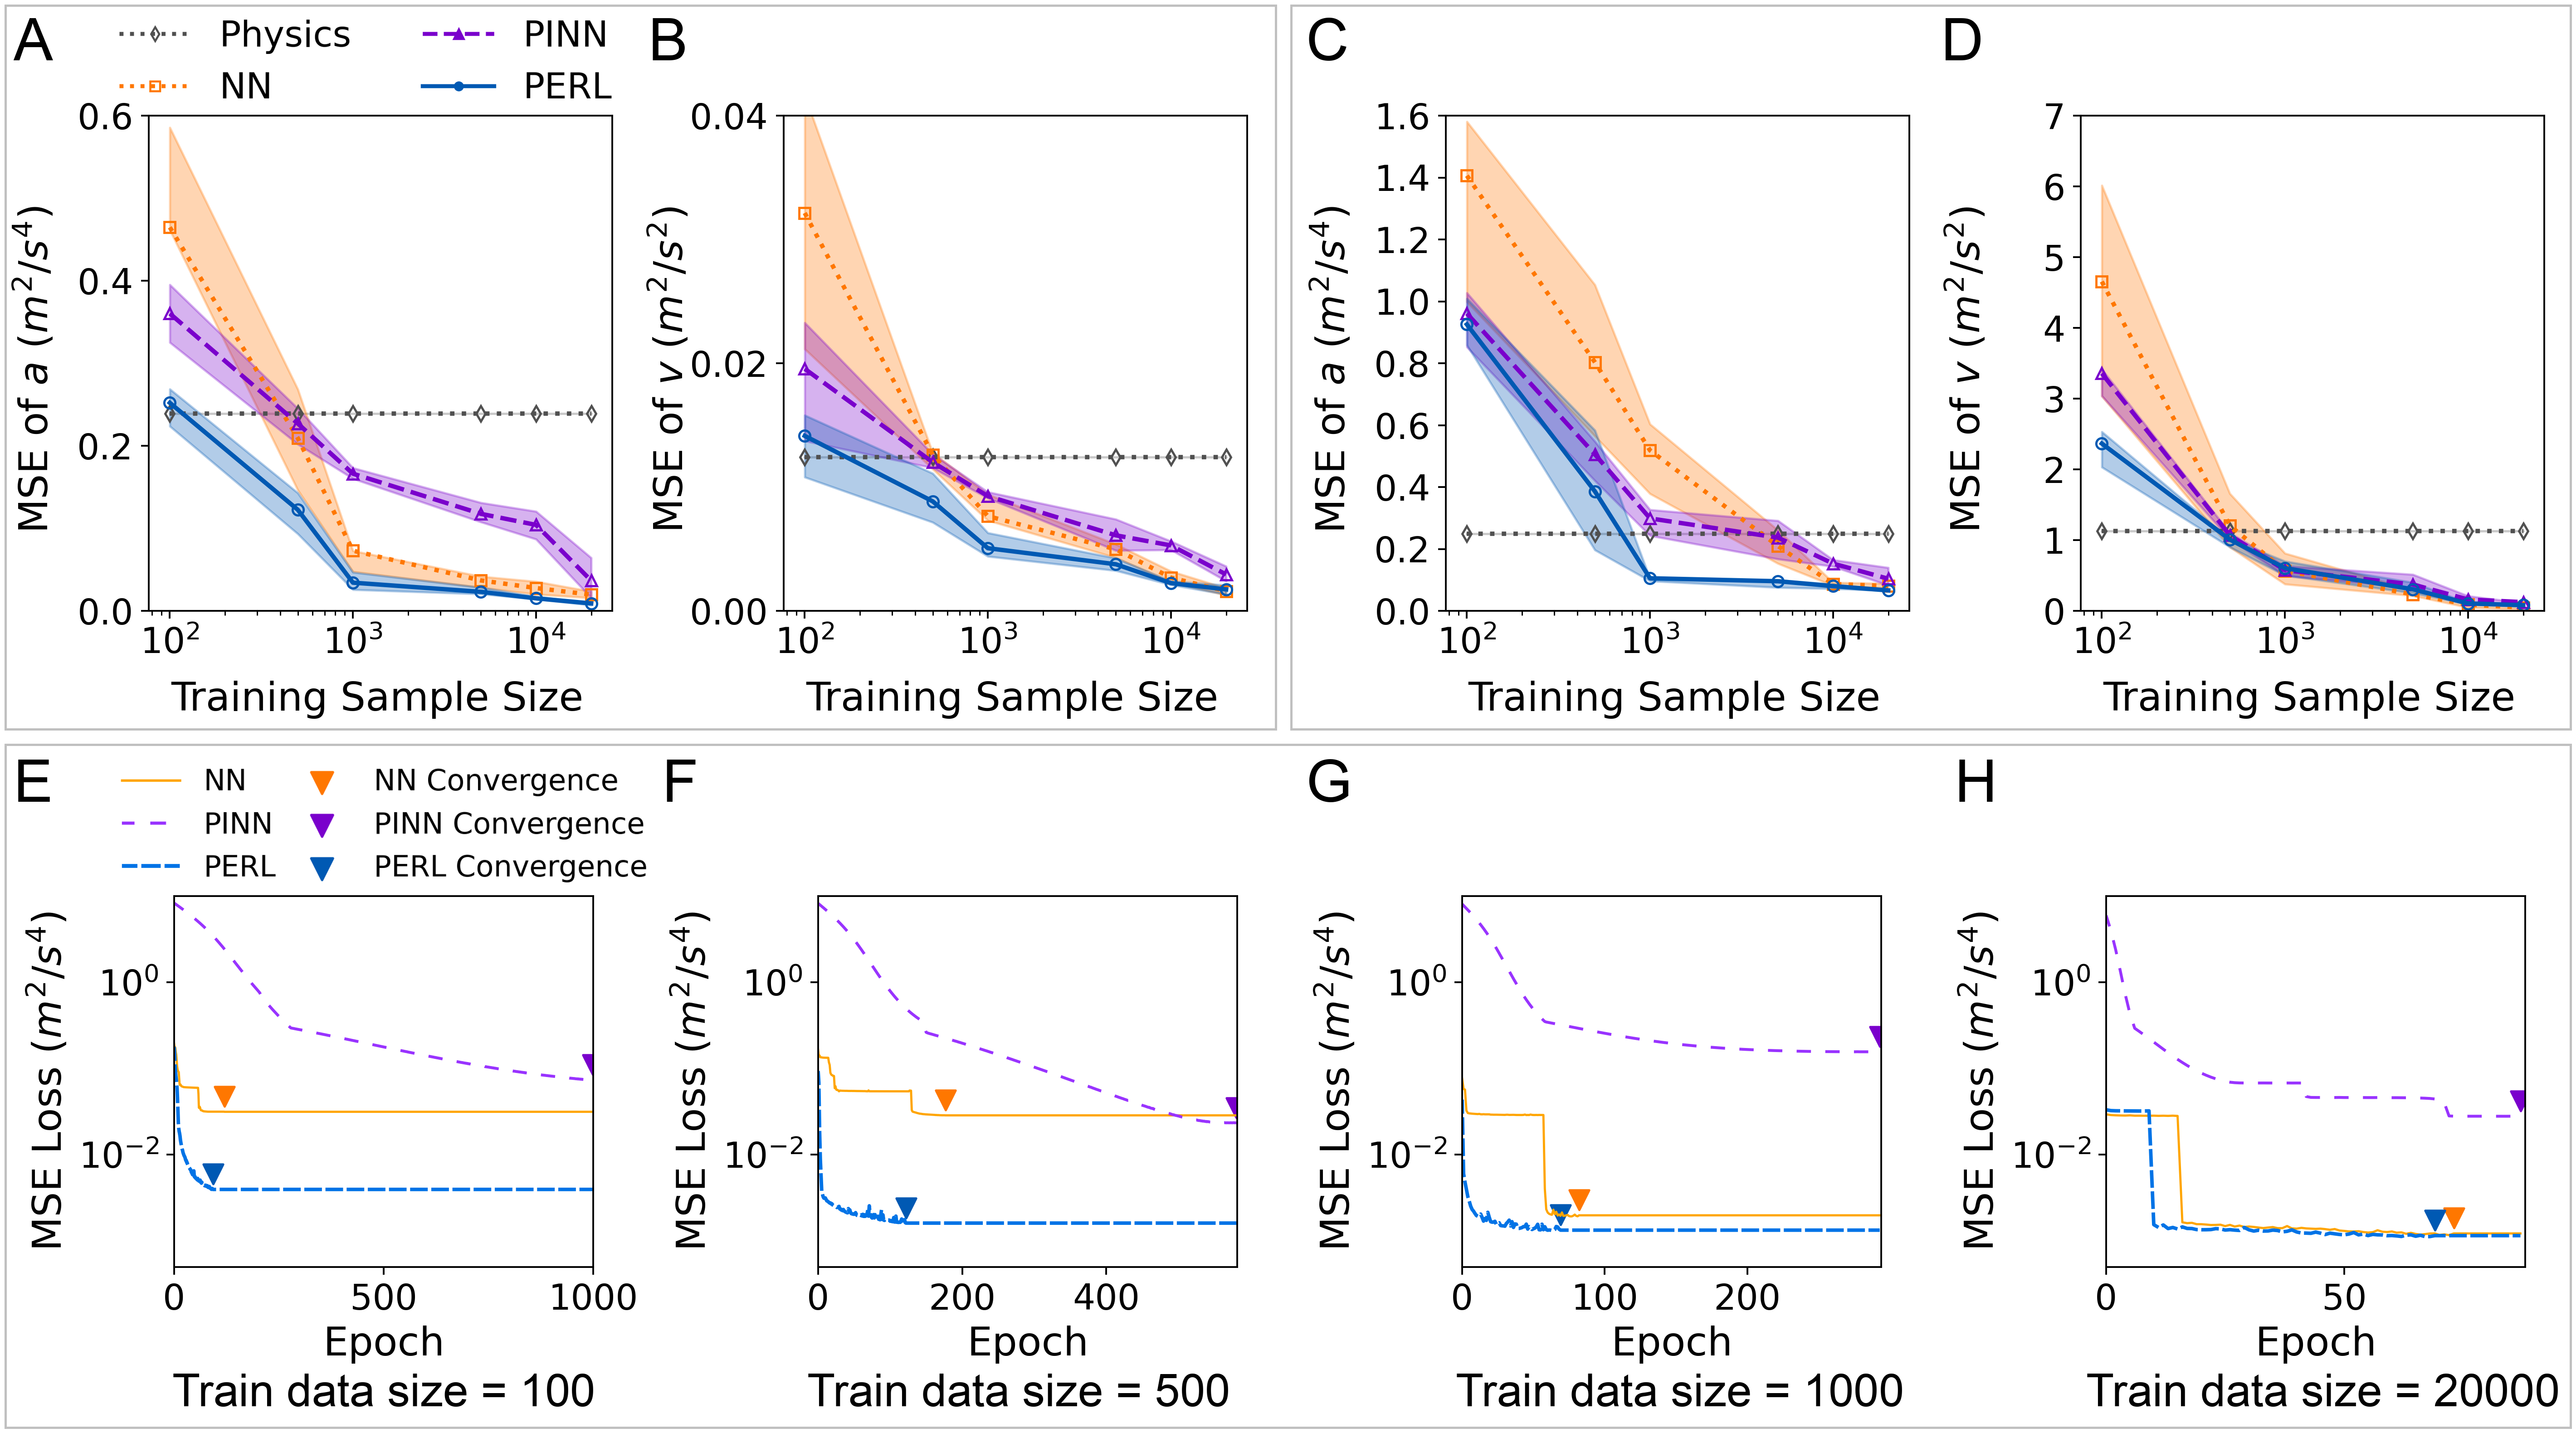 A
Physics
PINN
NN
PERL
B
C
D
0.6
0.4
0.2
0.0
MSE of a (m²/s⁴)
10² 10³ 10⁴
Training Sample Size
0.04
0.02
0.00
MSE of v (m²/s²)
10² 10³ 10⁴
Training Sample Size
1.6
1.4
1.2
1.0
0.8
0.6
0.4
0.2
0.0
MSE of a (m²/s⁴)
10² 10³ 10⁴
Training Sample Size
7
6
5
4
3
2
1
0
MSE of v (m²/s²)
10² 10³ 10⁴
Training Sample Size
E
NN
PINN
PERL
NN Convergence
PINN Convergence
PERL Convergence
F
G
H
10⁰
10⁻²
MSE Loss (m²/s⁴)
0 500 1000
Epoch
Train data size = 100
10⁰
10⁻²
MSE Loss (m²/s⁴)
0 200 400
Epoch
Train data size = 500
10⁰
10⁻²
MSE Loss (m²/s⁴)
0 100 200
Epoch
Train data size = 1000
10⁰
10⁻²
MSE Loss (m²/s⁴)
0 50
Epoch
Train data size = 20000